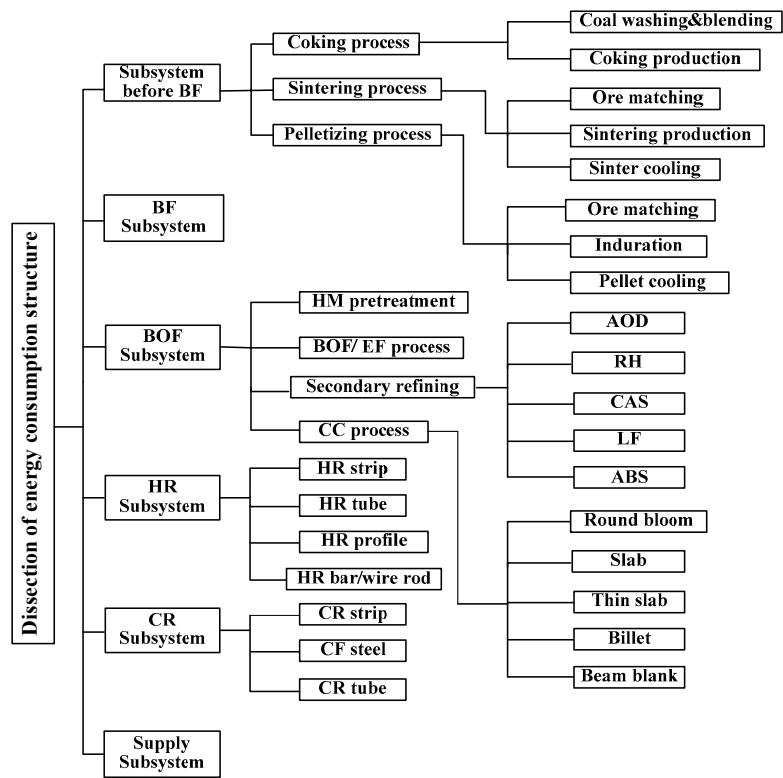 Dissection of energy consumption structure
Subsystem
before BF
Coking process
Coal washing&blending
Coking production
Sintering process
Ore matching
Sintering production
Sinter cooling
Pelletizing process
Ore matching
Induration
Pellet cooling
BF
Subsystem
BOF
Subsystem
HM pretreatment
BOF/ EF process
Secondary refining
AOD
RH
CAS
LF
ABS
CC process
Round bloom
Slab
Thin slab
Billet
Beam blank
HR
Subsystem
HR strip
HR tube
HR profile
HR bar/wire rod
CR
Subsystem
CR strip
CF steel
CR tube
Supply
Subsystem